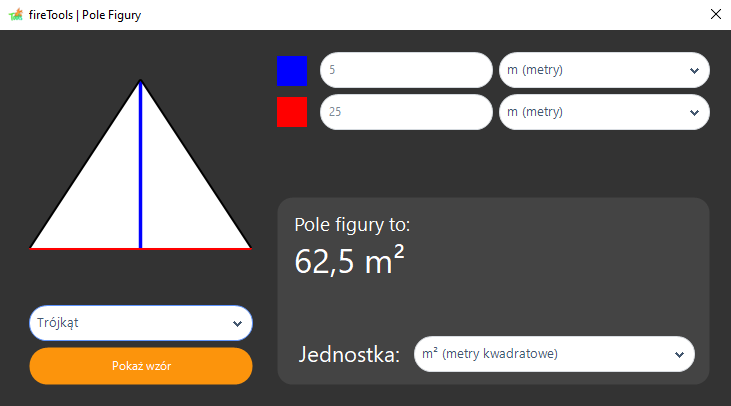 fireTools | Pole Figury
5
m (metry)
25
m (metry)
Pole figury to:
62,5 m²
Trójkąt
Pokaż wzór
Jednostka:
m² (metry kwadratowe)